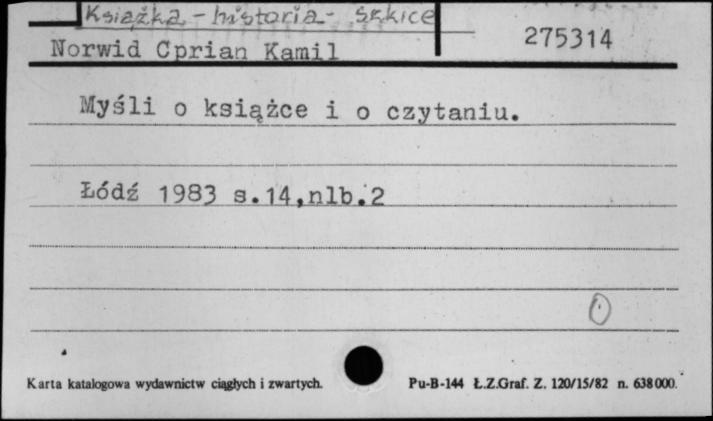 Książka - historia - szkice
Norwid Cprian Kamil
275314
Myśli o książce i o czytaniu.
Łódź 1983 s.14,nlb.2
Karta katalogowa wydawnictw ciągłych i zwartych.
Pu-B-144 Ł.Z.Graf. Z. 120/15/82 n. 638000.